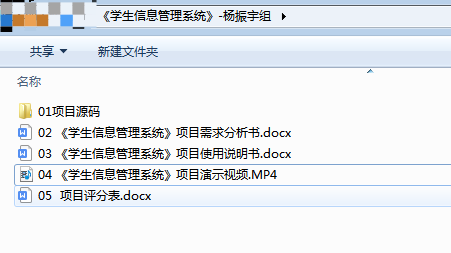 《学生信息管理系统》-杨振宇组
共享 新建文件夹
名称
01项目源码
02 《学生信息管理系统》项目需求分析书.docx
03 《学生信息管理系统》项目使用说明书.docx
04 《学生信息管理系统》项目演示视频.MP4
05 项目评分表.docx